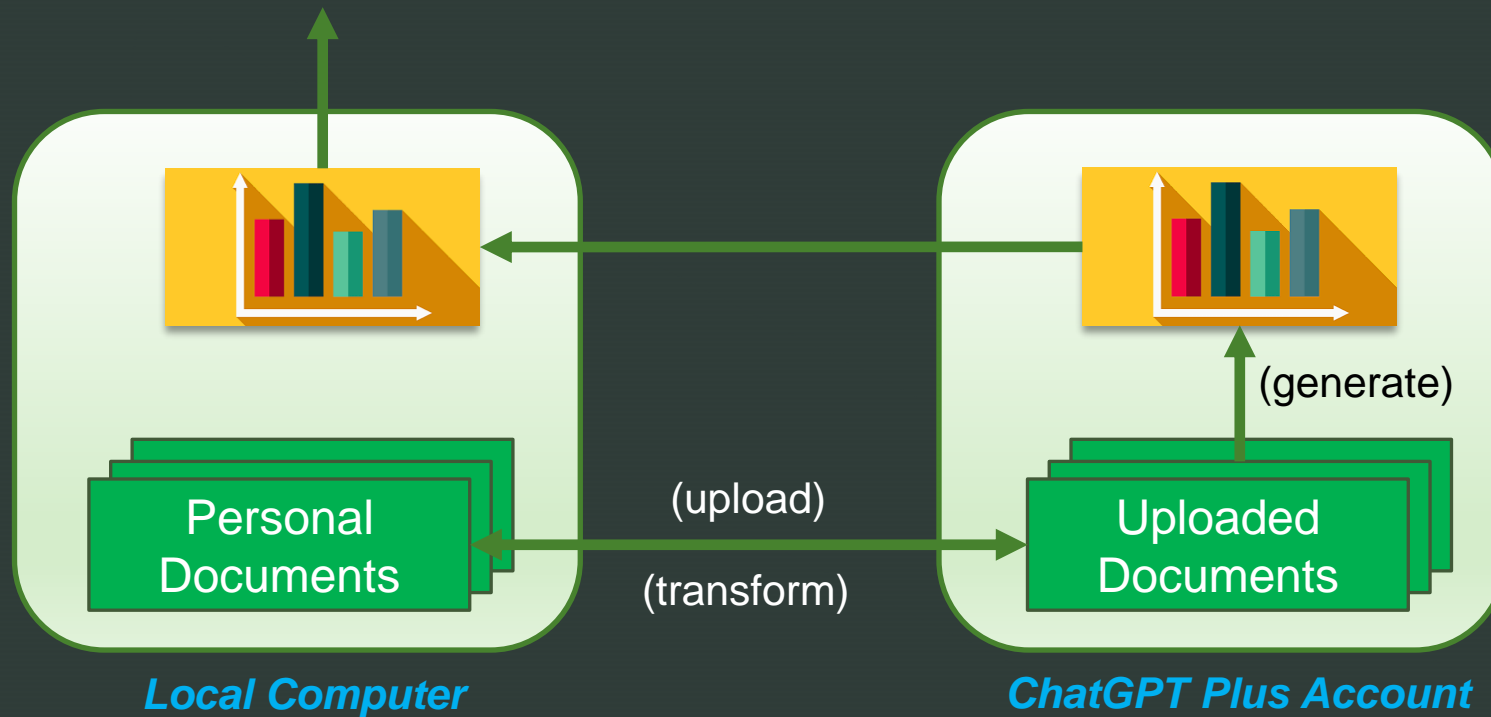 (generate)
Personal
Documents
(upload)
(transform)
Uploaded
Documents
Local Computer
ChatGPT Plus Account